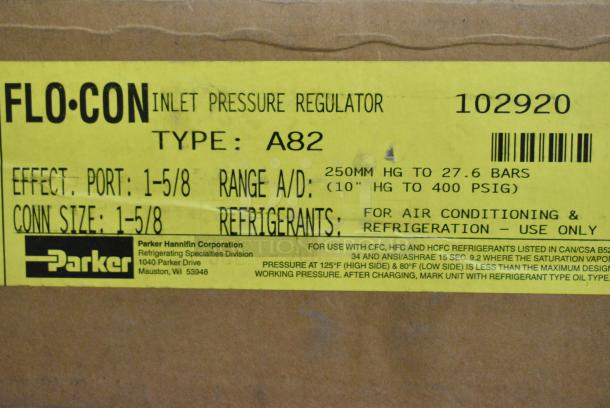 FLO•CON INLET PRESSURE REGULATOR 102920
TYPE: A82
EFFECT. PORT: 1-5/8 RANGE A/D: 250MM HG TO 27.6 BARS
(10" HG TO 400 PSIG)
CONN SIZE: 1-5/8 REFRIGERANTS: FOR AIR CONDITIONING &
REFRIGERATION - USE ONLY
Parker
Parker Hannifin Corporation
Refrigerating Specialties Division
1040 Parker Drive
Mauston, WI 53948
FOR USE WITH CFC, HFC AND HCFC REFRIGERANTS LISTED IN CAN/CSA B52
34 AND ANSI/ASHRAE 15 SEC. 9.2 WHERE THE SATURATION VAPOR
PRESSURE AT 125°F (HIGH SIDE) & 80°F (LOW SIDE) IS LESS THAN THE MAXIMUM DESIG
WORKING PRESSURE. AFTER CHARGING, MARK UNIT WITH REFRIGERANT TYPE OIL TYPE